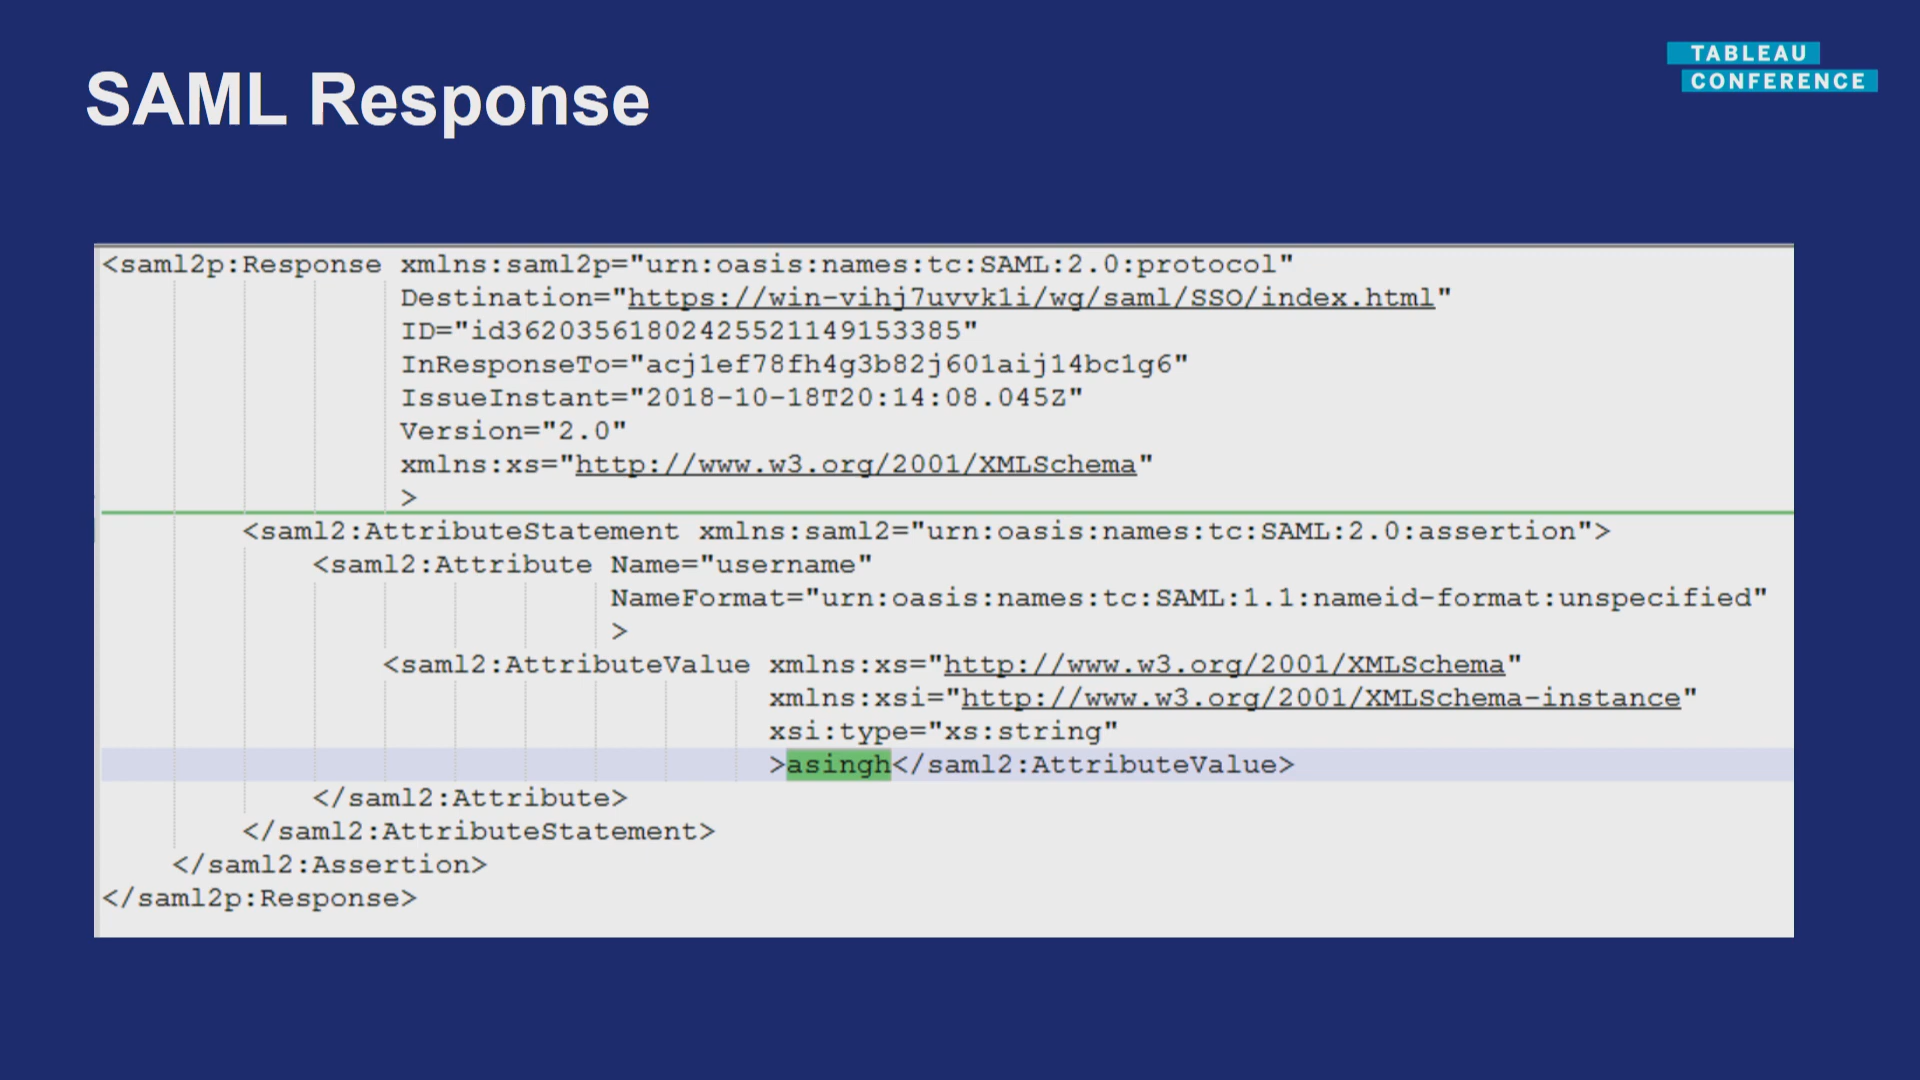 SAML Response
TABLEAU
CONFERENCE
<saml2p:Response xmlns:saml2p="urn:oasis:names:tc:SAML:2.0:protocol"
Destination="https://win-vihj7uvvk1i/wg/saml/SSO/index.html"
ID="id36203561802425521149153385"
InResponseTo="acj1ef78fh4g3b82j601aij14bc1g6"
IssueInstant="2018-10-18T20:14:08.045Z"
Version="2.0"
xmlns:xs="http://www.w3.org/2001/XMLSchema"
>
<saml2:AttributeStatement xmlns:saml2="urn:oasis:names:tc:SAML:2.0:assertion">
<saml2:Attribute Name="username"
NameFormat="urn:oasis:names:tc:SAML:1.1:nameid-format:unspecified"
>
<saml2:AttributeValue xmlns:xs="http://www.w3.org/2001/XMLSchema"
xmlns:xsi="http://www.w3.org/2001/XMLSchema-instance"
xsi:type="xs:string"
>asingh</saml2:AttributeValue>
</saml2:Attribute>
</saml2:AttributeStatement>
</saml2:Assertion>
</saml2p:Response>